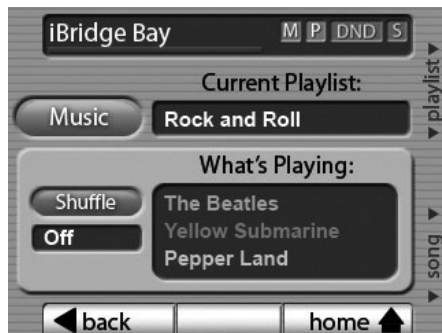 iBridge Bay M P DND S
Current Playlist:
Music Rock and Roll
What's Playing:
Shuffle
Off
The Beatles
Yellow Submarine
Pepper Land
playlist
song
back home